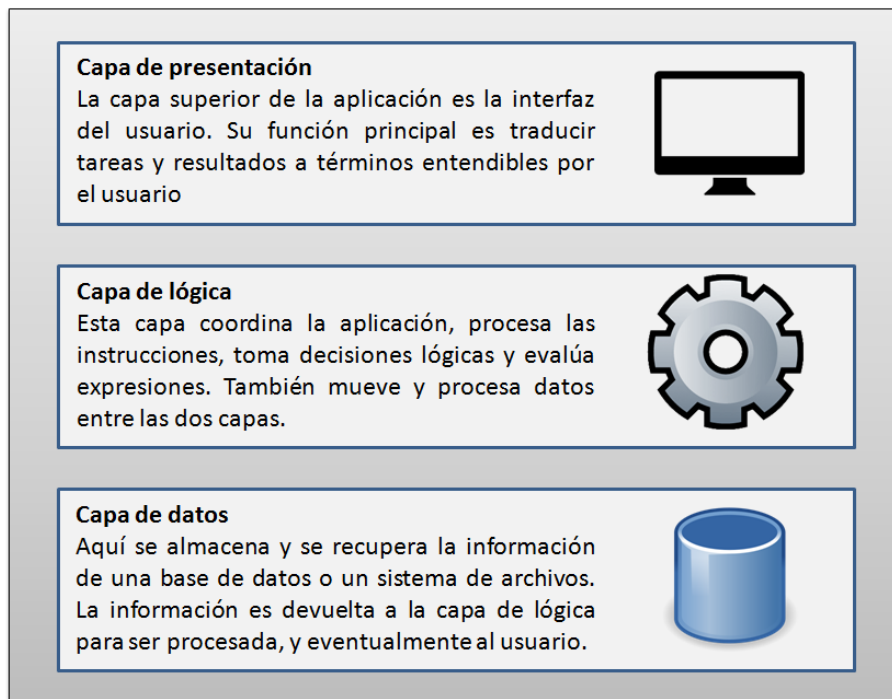 Capa de presentación
La capa superior de la aplicación es la interfaz
del usuario. Su función principal es traducir
tareas y resultados a términos entendibles por
el usuario
Capa de lógica
Esta capa coordina la aplicación, procesa las
instrucciones, toma decisiones lógicas y evalúa
expresiones. También mueve y procesa datos
entre las dos capas.
Capa de datos
Aquí se almacena y se recupera la información
de una base de datos o un sistema de archivos.
La información es devuelta a la capa de lógica
para ser procesada, y eventualmente al usuario.